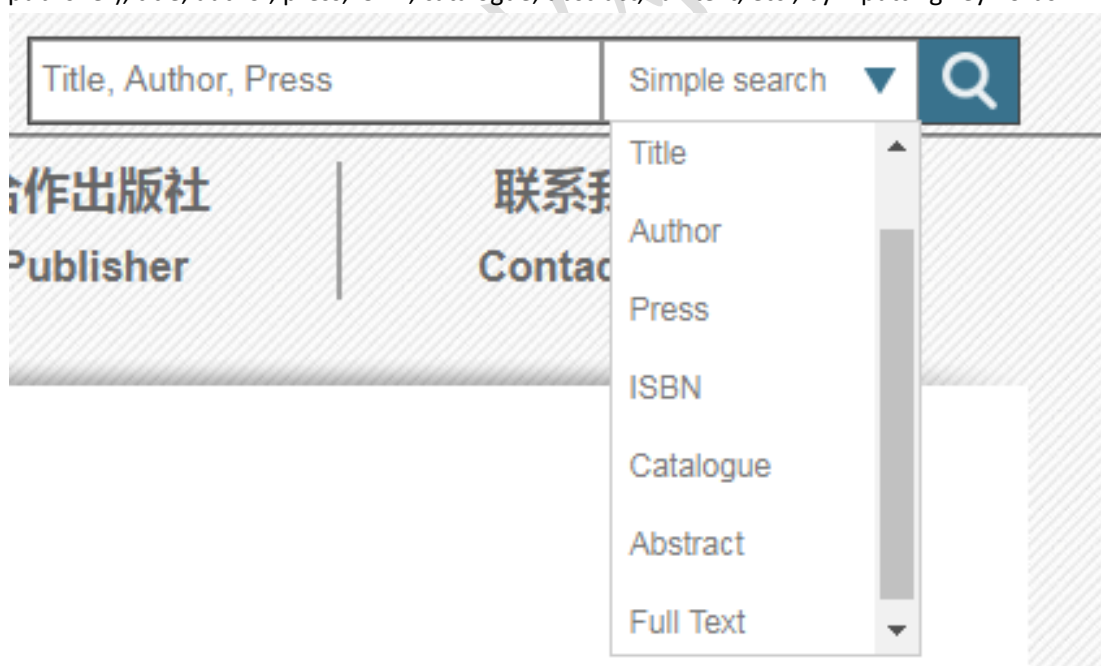 Title, Author, Press
Simple search
Title
作出版社
联系
Author
Publisher
Contac
Press
ISBN
Catalogue
Abstract
Full Text